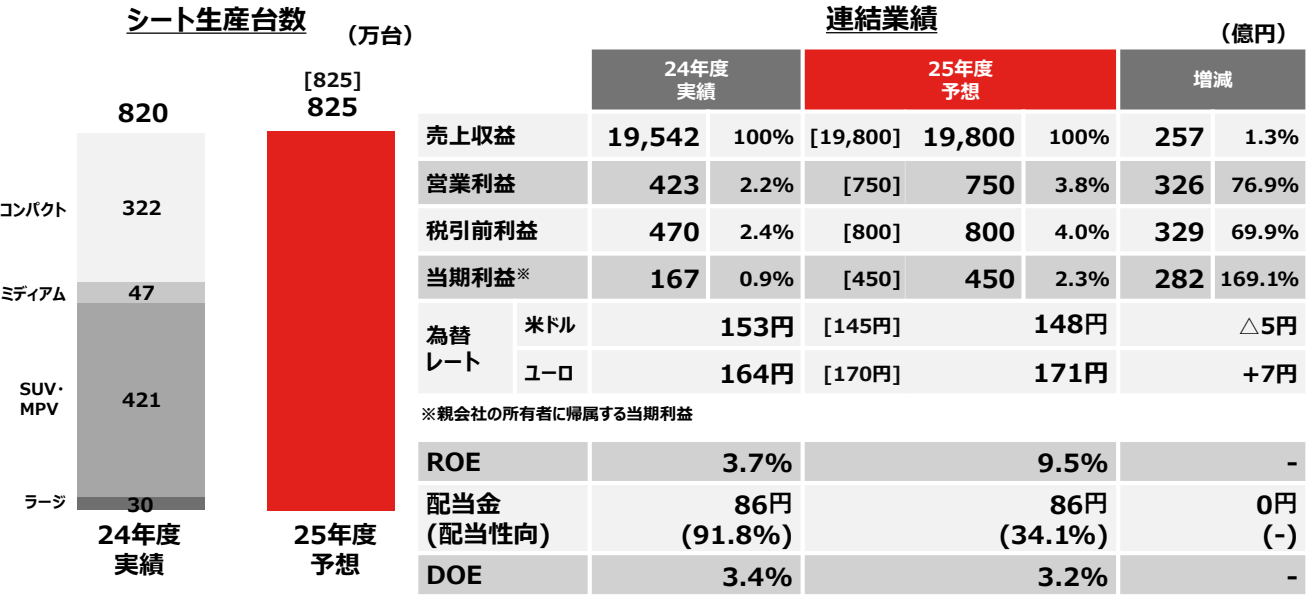 シート生産台数
（万台）
[825]
820
825
コンパクト
322
ミディアム
47
SUV・
MPV
421
ラージ
30
24年度
実績
25年度
予想
連結業績
（億円）
24年度
実績
25年度
予想
増減
売上収益 19,542 100% [19,800] 19,800 100% 257 1.3%
営業利益 423 2.2% [750] 750 3.8% 326 76.9%
税引前利益 470 2.4% [800] 800 4.0% 329 69.9%
当期利益※ 167 0.9% [450] 450 2.3% 282 169.1%
為替
レート
米ドル 153円 [145円] 148円 △5円
ユーロ 164円 [170円] 171円 +7円
※親会社の所有者に帰属する当期利益
ROE 3.7% 9.5% -
配当金 86円 86円 0円
(配当性向) (91.8%) (34.1%) (-)
DOE 3.4% 3.2% -